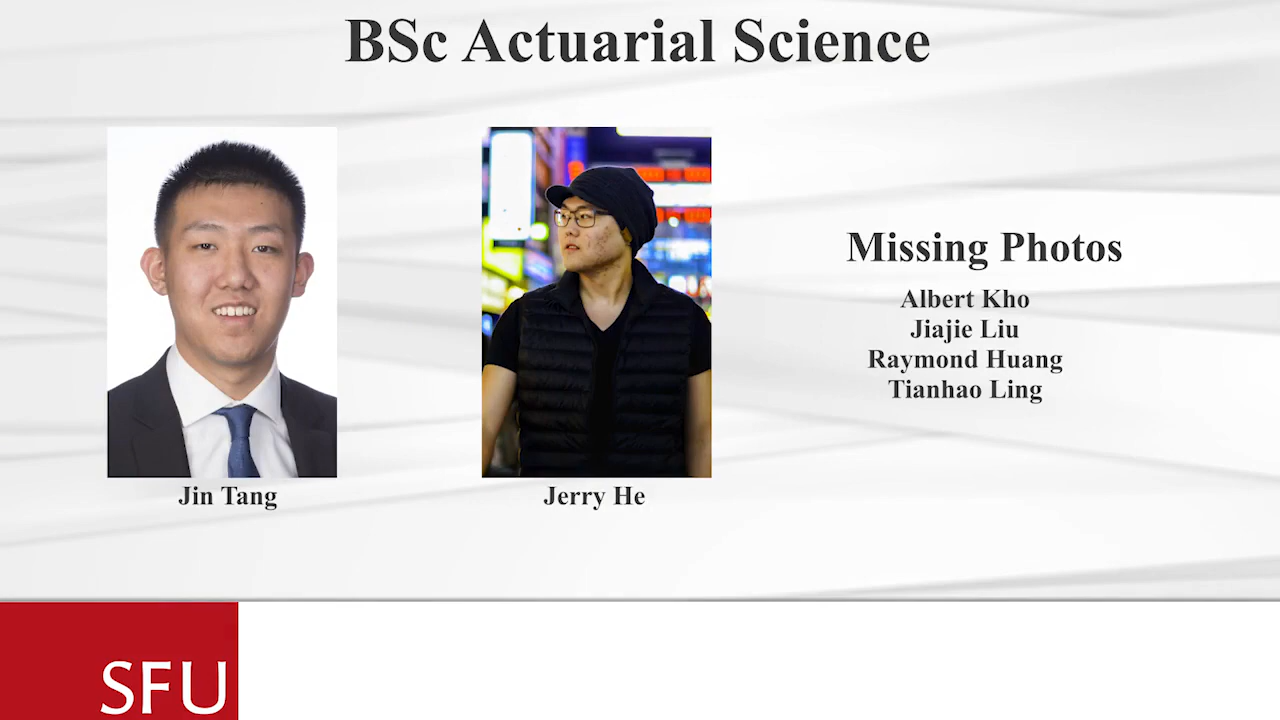 BSc Actuarial Science
Jin Tang
Jerry He
Missing Photos
Albert Kho
Jiajie Liu
Raymond Huang
Tianhao Ling
SFU